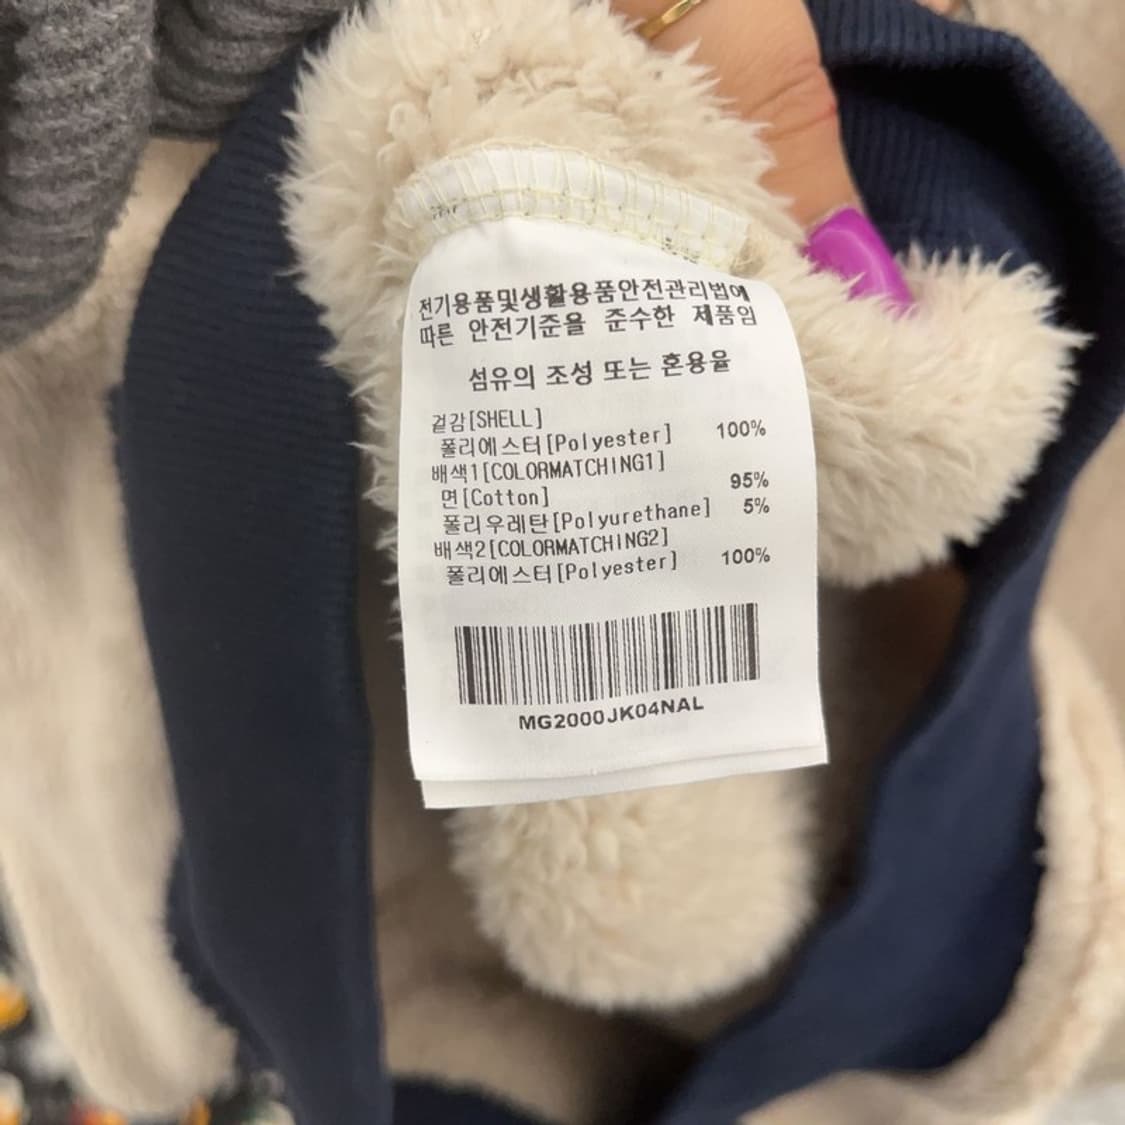 전기용품및생활용품안전관리법에
따른 안전기준을 준수한 제품임
섬유의 조성 또는 혼용율
겉감[SHELL]
폴리에스터[Polyester] 100%
배색1[COLORMATCHING1]
면[Cotton] 95%
폴리우레탄[Polyurethane] 5%
배색2[COLORMATCHING2]
폴리에스터[Polyester] 100%
MG2000JK04NAL